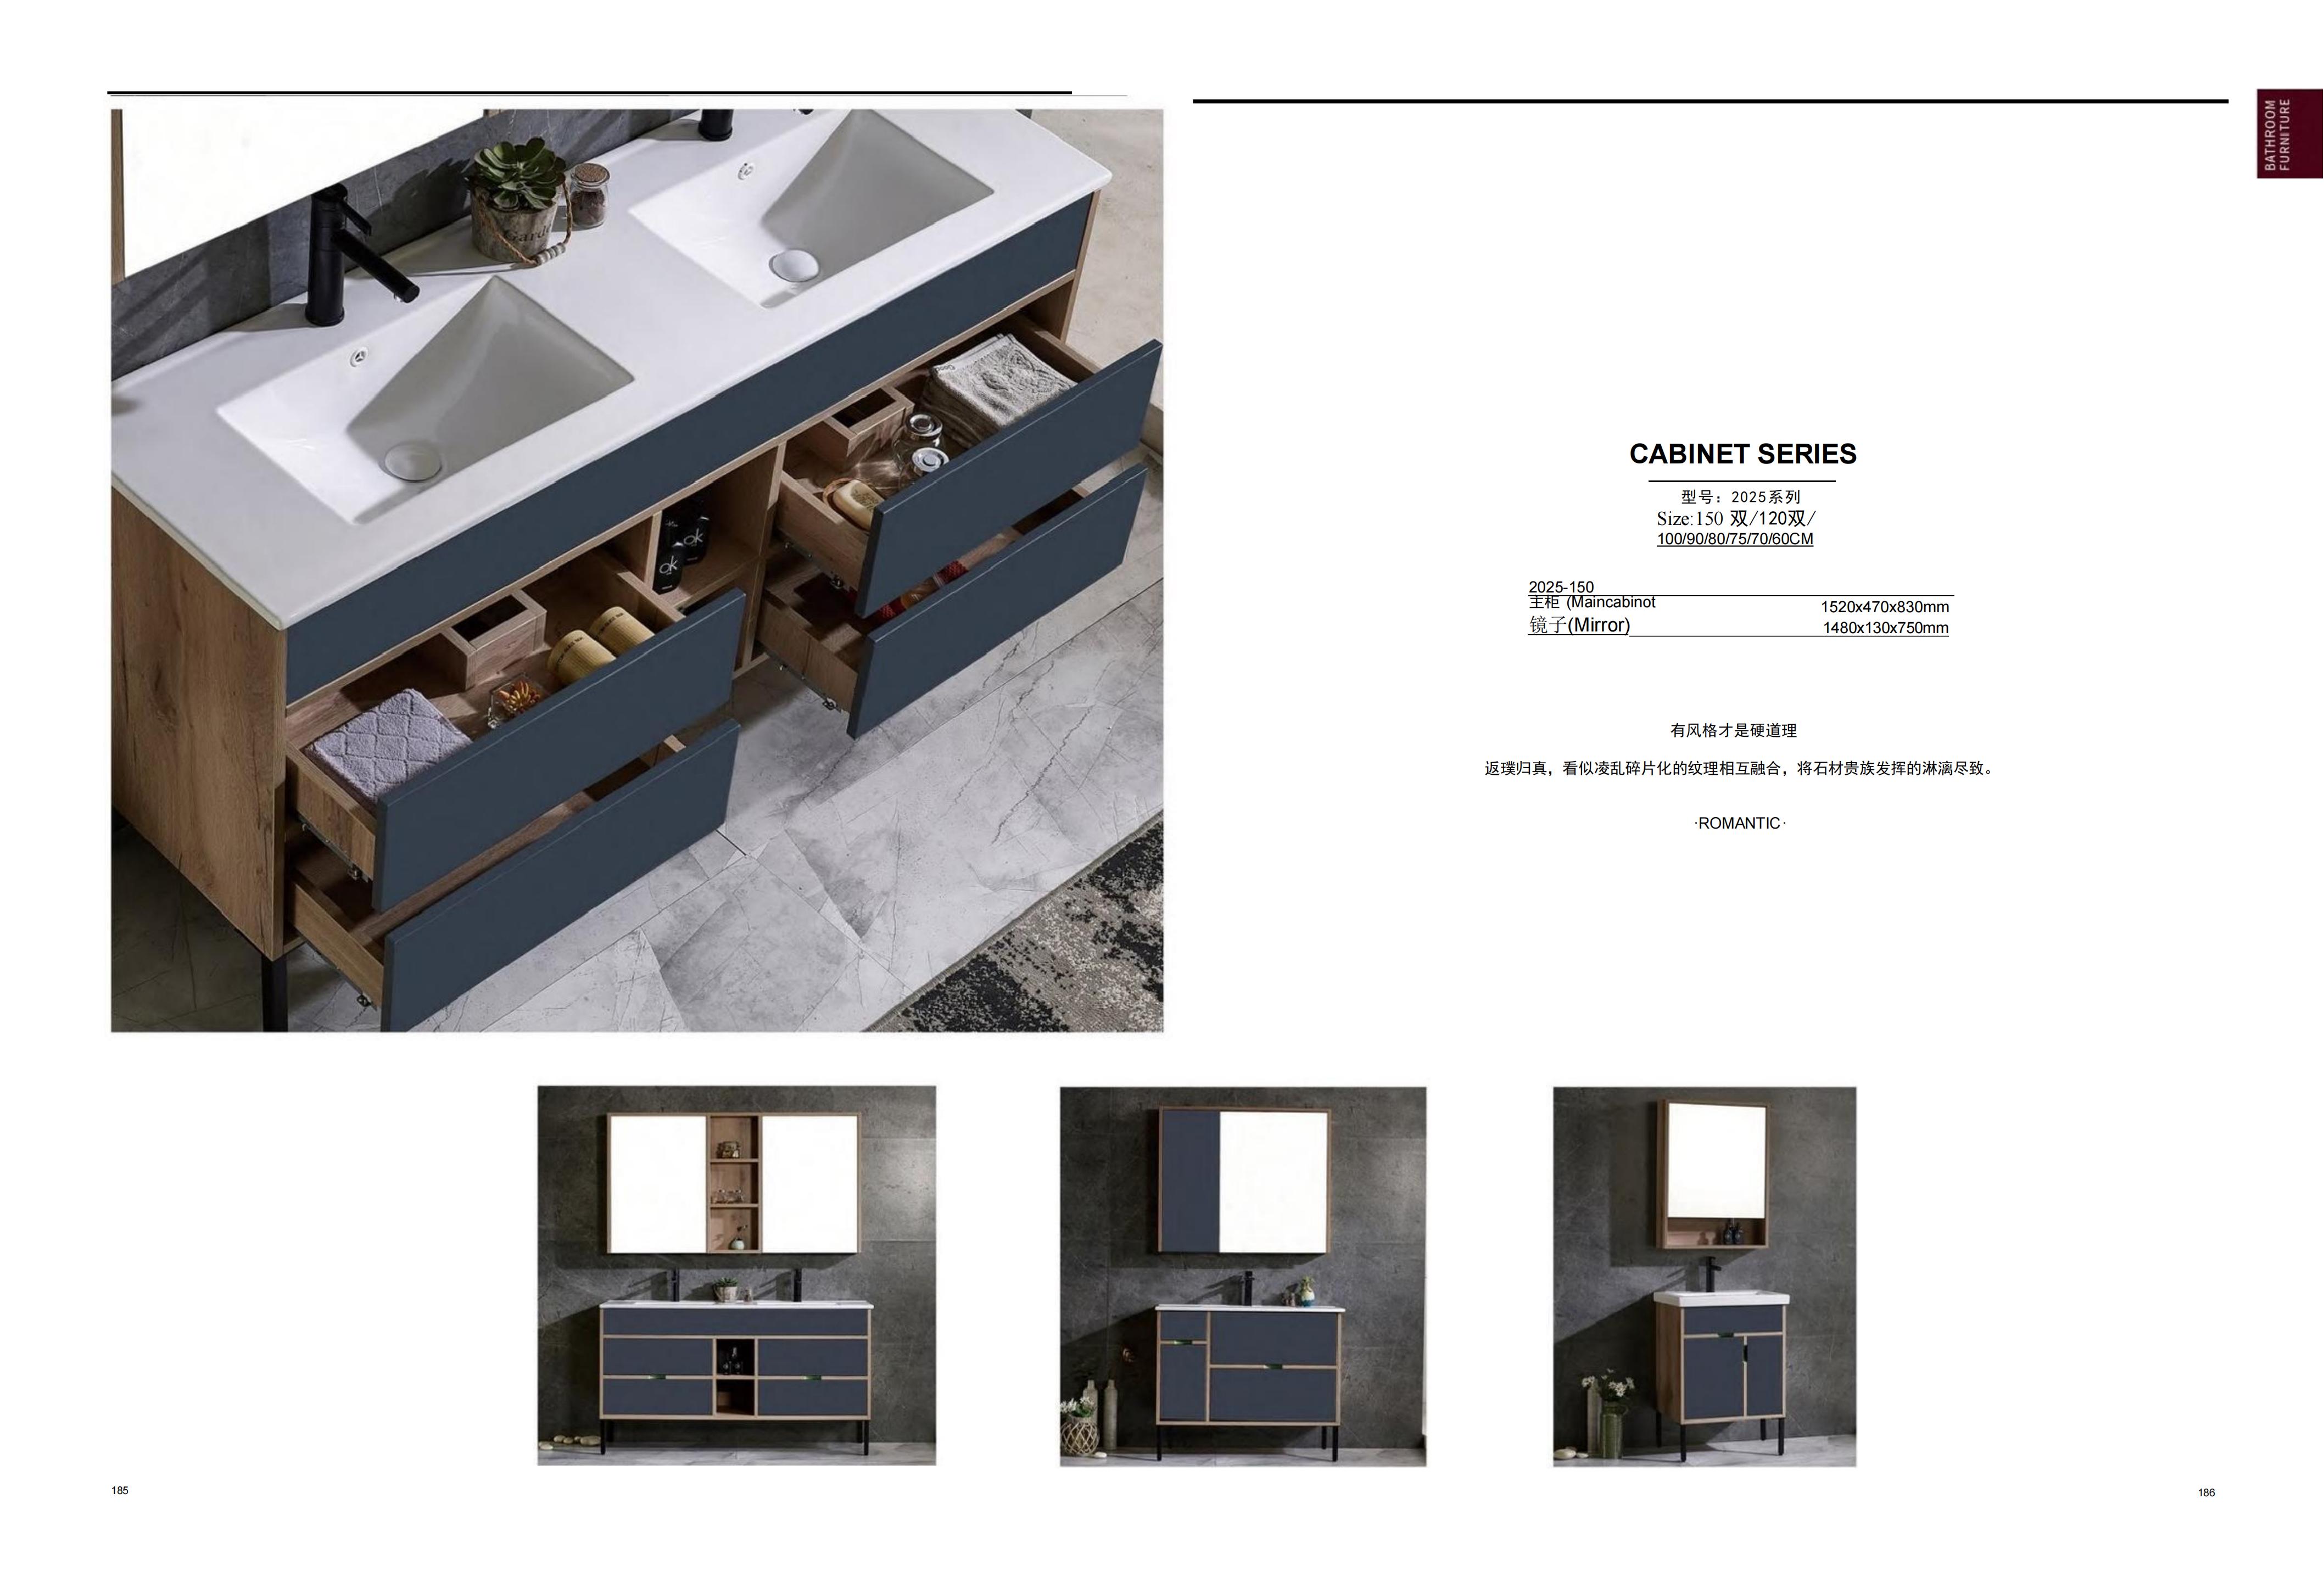 BATHROOM
FURNITURE
Garde
ok
ok
CABINET SERIES
型号：2025系列
Size:150 双/120双/
100/90/80/75/70/60CM
2025-150
主柜 (Maincabinot 1520x470x830mm
镜子(Mirror) 1480x130x750mm
有风格才是硬道理
返璞归真，看似凌乱碎片化的纹理相互融合，将石材贵族发挥的淋漓尽致。
·ROMANTIC·
185
186